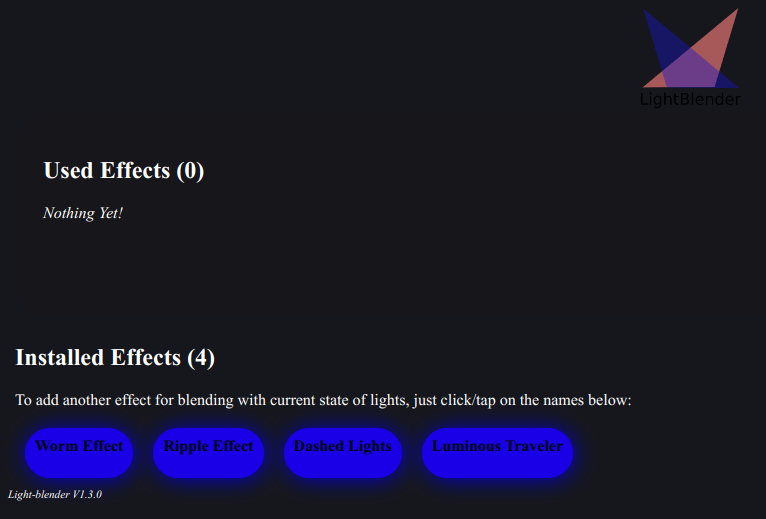 LightBlender
Used Effects (0)
Nothing Yet!
Installed Effects (4)
To add another effect for blending with current state of lights, just click/tap on the names below:
Worm Effect
Ripple Effect
Dashed Lights
Luminous Traveler
Light-blender V1.3.0